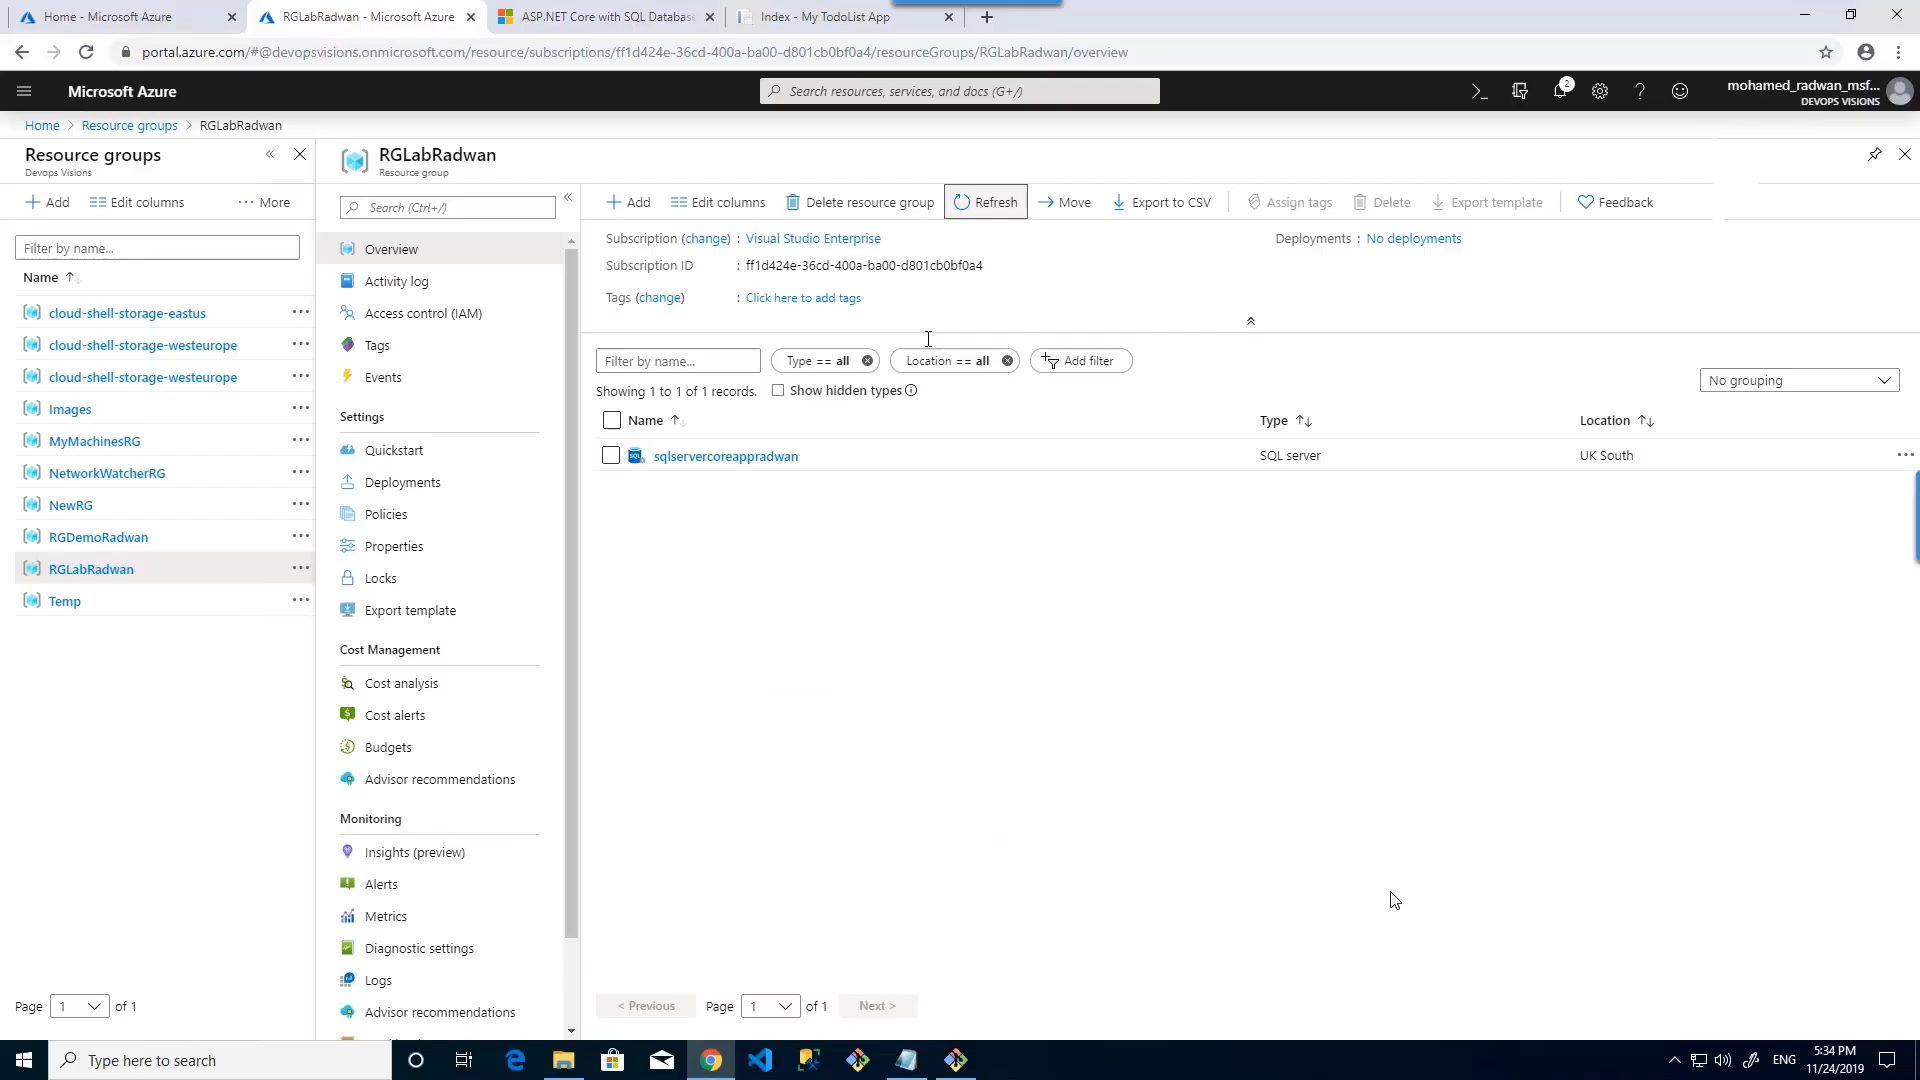 Home - Microsoft Azure
RGLabRadwan - Microsoft Azure
ASP.NET Core with SQL Database
Index - My TodoList App
portal.azure.com/#@devopsvisions.onmicrosoft.com/resource/subscriptions/ff1d424e-36cd-400a-ba00-d801cb0bf0a4/resourceGroups/RGLabRadwan/overview
Microsoft Azure
Search resources, services, and docs (G+/)
2
mohamed_radwan_msf...
DEVOPS VISIONS
Home > Resource groups > RGLabRadwan
Resource groups
Devops Visions
Add
Edit columns
More
Filter by name...
Name
cloud-shell-storage-eastus
cloud-shell-storage-westeurope
cloud-shell-storage-westeurope
Images
MyMachinesRG
NetworkWatcherRG
NewRG
RGDemoRadwan
RGLabRadwan
Temp
Page 1 of 1
RGLabRadwan
Resource group
Search (Ctrl+/)
Overview
Activity log
Access control (IAM)
Tags
Events
Settings
Quickstart
Deployments
Policies
Properties
Locks
Export template
Cost Management
Cost analysis
Cost alerts
Budgets
Advisor recommendations
Monitoring
Insights (preview)
Alerts
Metrics
Diagnostic settings
Logs
Advisor recommendations
Add
Edit columns
Delete resource group
Refresh
Move
Export to CSV
Assign tags
Delete
Export template
Feedback
Subscription (change) : Visual Studio Enterprise
Deployments : No deployments
Subscription ID : ff1d424e-36cd-400a-ba00-d801cb0bf0a4
Tags (change) : Click here to add tags
Filter by name...
Type == all
Location == all
Add filter
Showing 1 to 1 of 1 records.
Show hidden types
No grouping
Name
Type
Location
sqlservercoreappradwan
SQL server
UK South
< Previous
Page 1 of 1
Next >
Type here to search
ENG
5:34 PM
11/24/2019